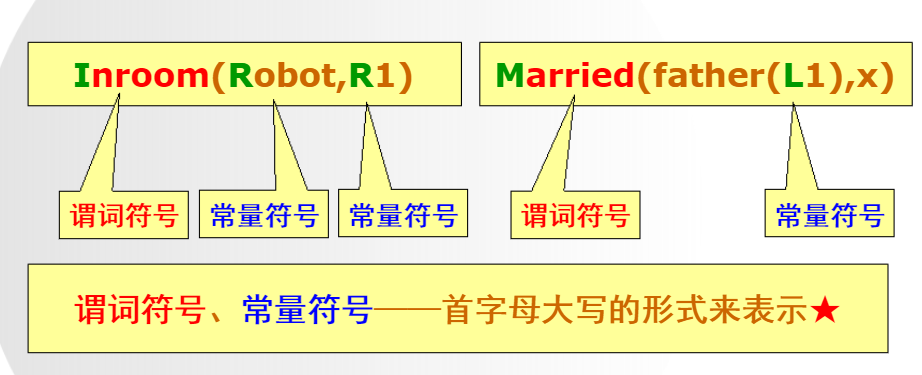 Inroom(Robot,R1)
Married(father(L1),x)
谓词符号
常量符号
常量符号
谓词符号
常量符号
谓词符号、常量符号——首字母大写的形式来表示★